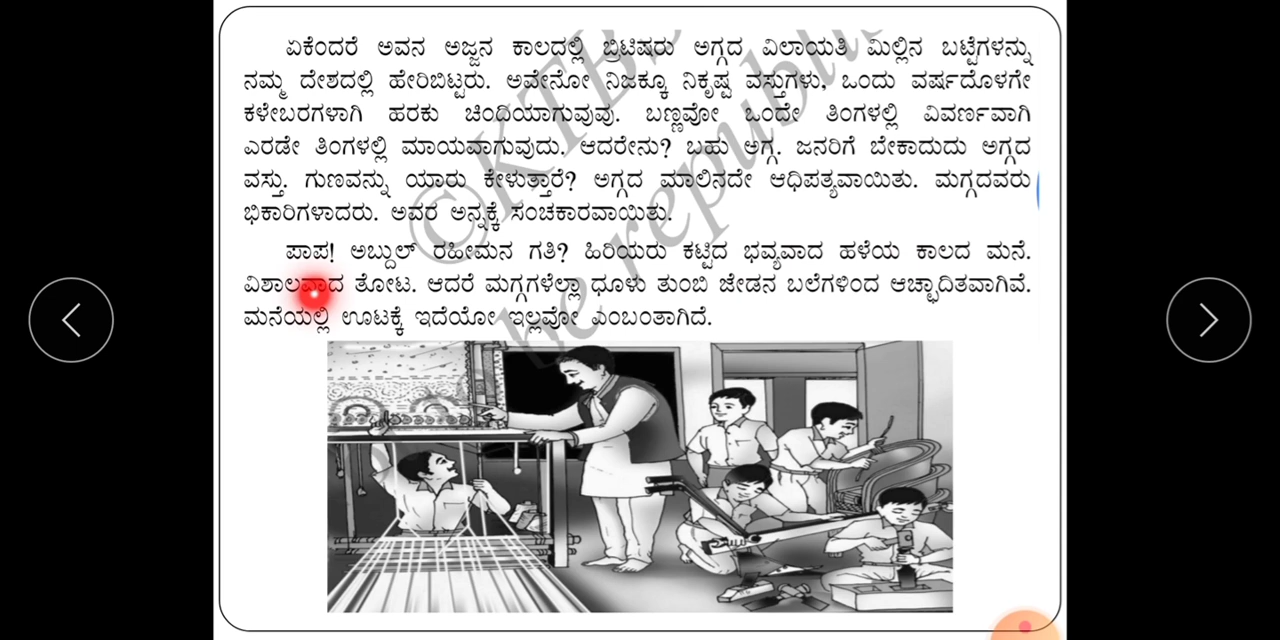 ಏಕೆಂದರೆ ಅವನ ಅಜ್ಜನ ಕಾಲದಲ್ಲಿ ಬ್ರಿಟಿಷರು ಅಗ್ಗದ ವಿಲಾಯತಿ ಮಿಲ್ಲಿನ ಬಟ್ಟೆಗಳನ್ನು
ನಮ್ಮ ದೇಶದಲ್ಲಿ ಹೇರಿಬಿಟ್ಟರು. ಅವೇನೋ ನಿಜಕ್ಕೂ ನಿಕೃಷ್ಟ ವಸ್ತುಗಳು, ಒಂದು ವರ್ಷದೊಳಗೇ
ಕಳೇಬರಗಳಾಗಿ ಹರಕು ಚಿಂದಿಯಾಗುವುವು. ಬಣ್ಣವೋ ಒಂದೇ ತಿಂಗಳಲ್ಲಿ ವಿವರ್ಣವಾಗಿ
ಎರಡೇ ತಿಂಗಳಲ್ಲಿ ಮಾಯವಾಗುವುದು. ಆದರೇನು? ಬಹು ಅಗ್ಗ. ಜನರಿಗೆ ಬೇಕಾದುದು ಅಗ್ಗದ
ವಸ್ತು. ಗುಣವನ್ನು ಯಾರು ಕೇಳುತ್ತಾರೆ? ಅಗ್ಗದ ಮಾಲಿನದೇ ಆಧಿಪತ್ಯವಾಯಿತು. ಮಗ್ಗದವರು
ಭಿಕಾರಿಗಳಾದರು. ಅವರ ಅನ್ನಕ್ಕೆ ಸಂಚಕಾರವಾಯಿತು.
ಪಾಪ! ಅಬ್ದುಲ್ ರಹೀಮನ ಗತಿ? ಹಿರಿಯರು ಕಟ್ಟಿದ ಭವ್ಯವಾದ ಹಳೆಯ ಕಾಲದ ಮನೆ.
ವಿಶಾಲವಾದ ತೋಟ. ಆದರೆ ಮಗ್ಗಗಳೆಲ್ಲಾ ಧೂಳು ತುಂಬಿ ಜೇಡನ ಬಲೆಗಳಿಂದ ಆಚ್ಛಾದಿತವಾಗಿವೆ.
ಮನೆಯಲ್ಲಿ ಊಟಕ್ಕೆ ಇದೆಯೋ ಇಲ್ಲವೋ ಎಂಬಂತಾಗಿದೆ.
©KTB
be republi